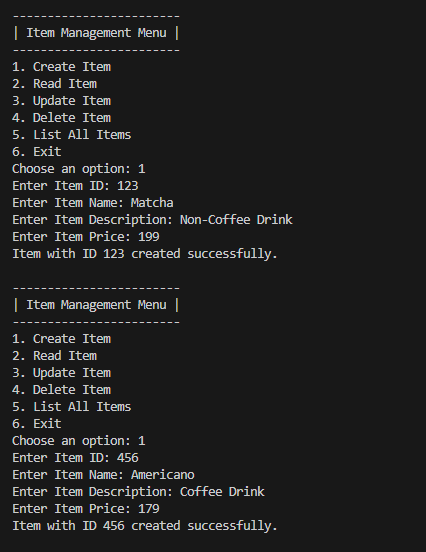 ------------------------
| Item Management Menu |
------------------------
1. Create Item
2. Read Item
3. Update Item
4. Delete Item
5. List All Items
6. Exit
Choose an option: 1
Enter Item ID: 123
Enter Item Name: Matcha
Enter Item Description: Non-Coffee Drink
Enter Item Price: 199
Item with ID 123 created successfully.

------------------------
| Item Management Menu |
------------------------
1. Create Item
2. Read Item
3. Update Item
4. Delete Item
5. List All Items
6. Exit
Choose an option: 1
Enter Item ID: 456
Enter Item Name: Americano
Enter Item Description: Coffee Drink
Enter Item Price: 179
Item with ID 456 created successfully.